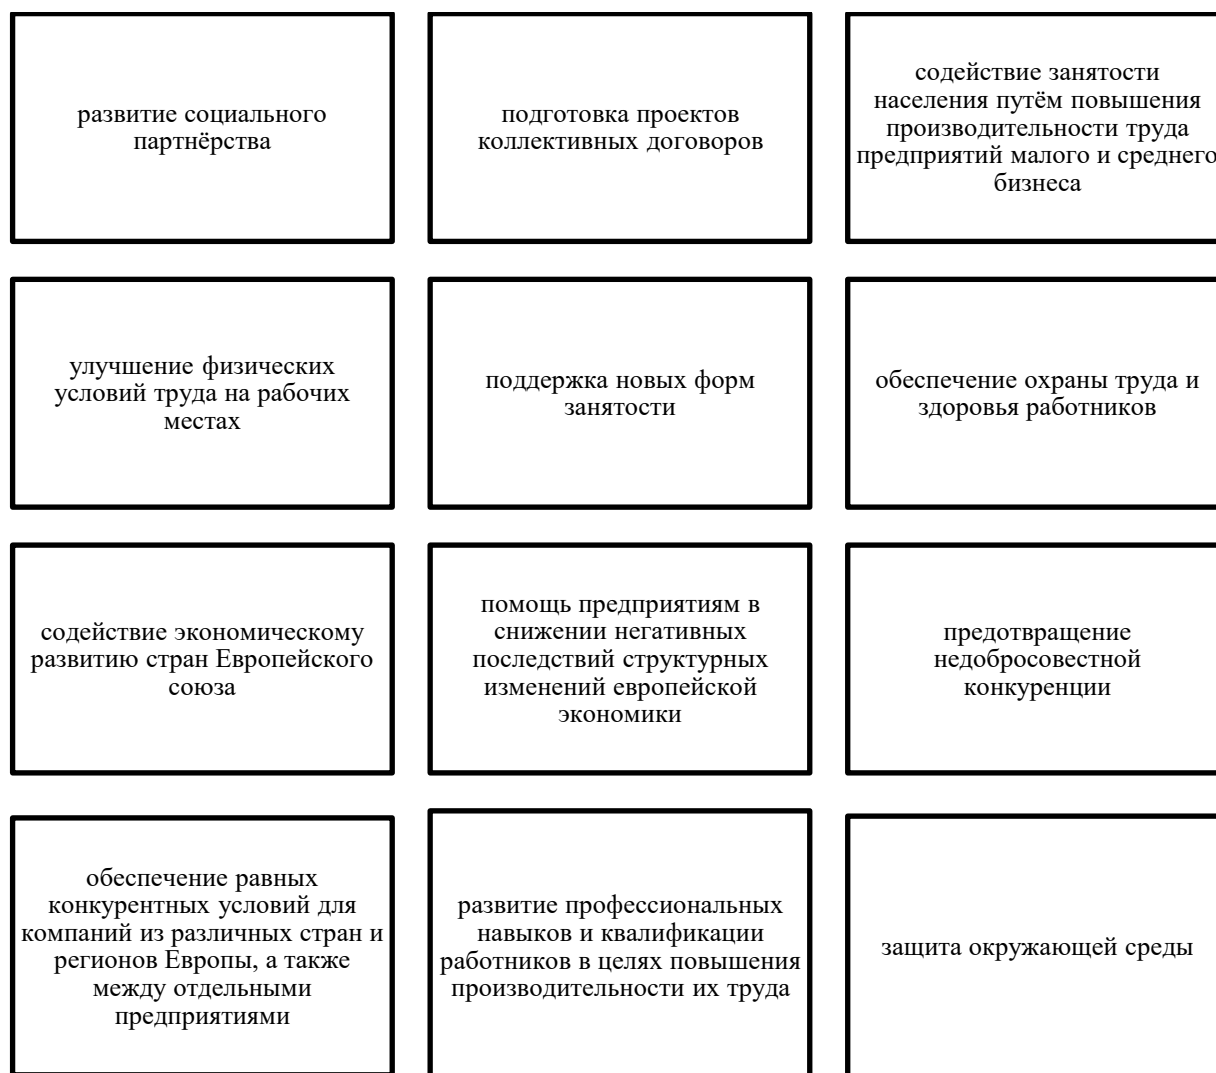 развитие социального
партнёрства
подготовка проектов
коллективных договоров
содействие занятости
населения путём повышения
производительности труда
предприятий малого и среднего
бизнеса
улучшение физических
условий труда на рабочих
местах
поддержка новых форм
занятости
обеспечение охраны труда и
здоровья работников
содействие экономическому
развитию стран Европейского
союза
помощь предприятиям в
снижении негативных
последствий структурных
изменений европейской
экономики
предотвращение
недобросовестной
конкуренции
обеспечение равных
конкурентных условий для
компаний из различных стран и
регионов Европы, а также
между отдельными
предприятиями
развитие профессиональных
навыков и квалификации
работников в целях повышения
производительности их труда
защита окружающей среды